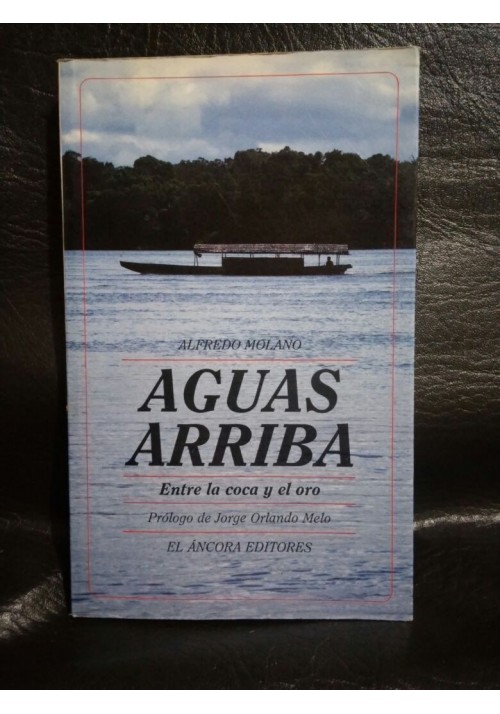 ALFREDO MOLANO
AGUAS
ARRIBA
Entre la coca y el oro
Prólogo de Jorge Orlando Melo
EL ÁNCORA EDITORES